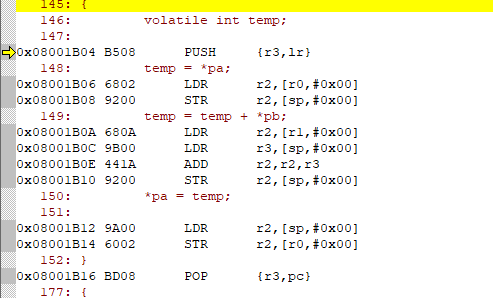 145: {
146: volatile int temp;
147:
0x08001B04 B508 PUSH {r3,lr}
148: temp = *pa;
0x08001B06 6802 LDR r2,[r0,#0x00]
0x08001B08 9200 STR r2,[sp,#0x00]
149: temp = temp + *pb;
0x08001B0A 680A LDR r2,[r1,#0x00]
0x08001B0C 9B00 LDR r3,[sp,#0x00]
0x08001B0E 441A ADD r2,r2,r3
0x08001B10 9200 STR r2,[sp,#0x00]
150: *pa = temp;
151:
0x08001B12 9A00 LDR r2,[sp,#0x00]
0x08001B14 6002 STR r2,[r0,#0x00]
152: }
0x08001B16 BD08 POP {r3,pc}
177: {